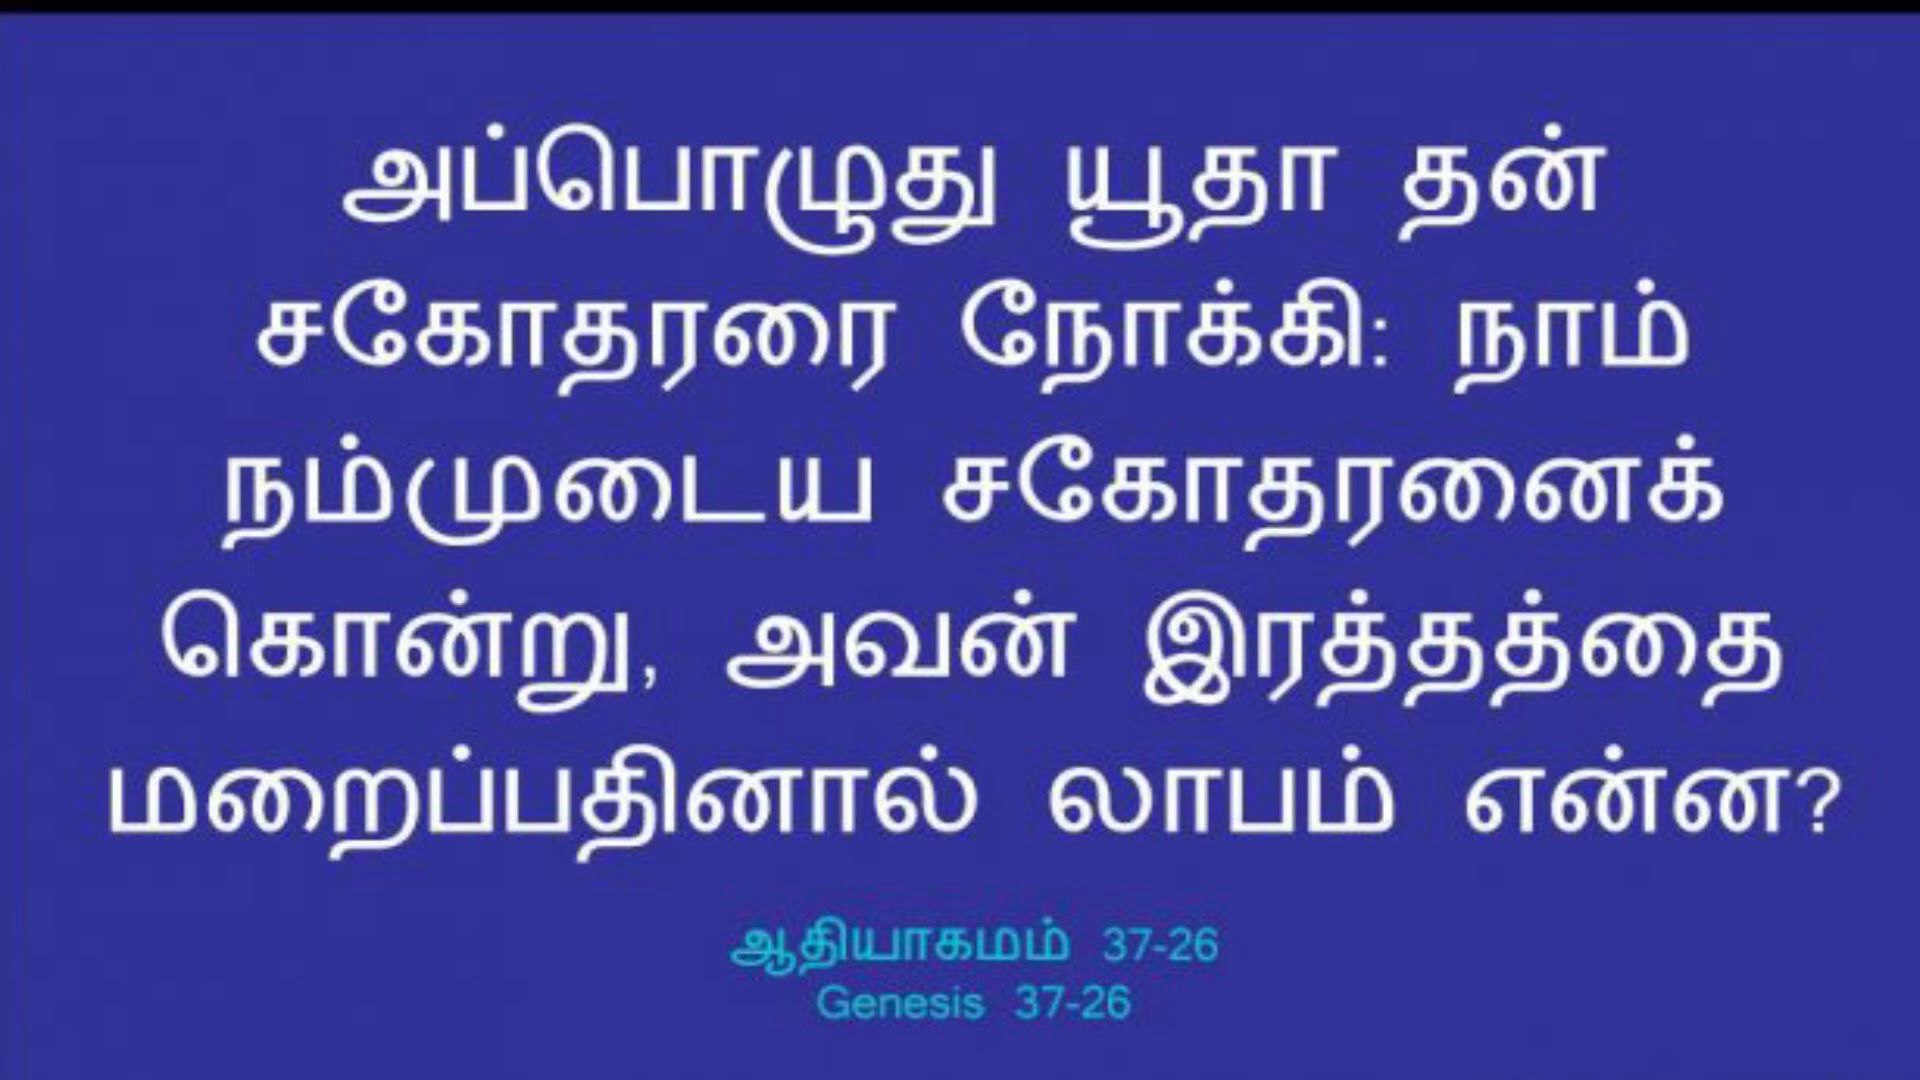 அப்பொழுது யூதா தன்
சகோதரரை நோக்கி: நாம்
நம்முடைய சகோதரனைக்
கொன்று, அவன் இரத்தத்தை
மறைப்பதினால் லாபம் என்ன?
ஆதியாகமம் 37-26
Genesis 37-26